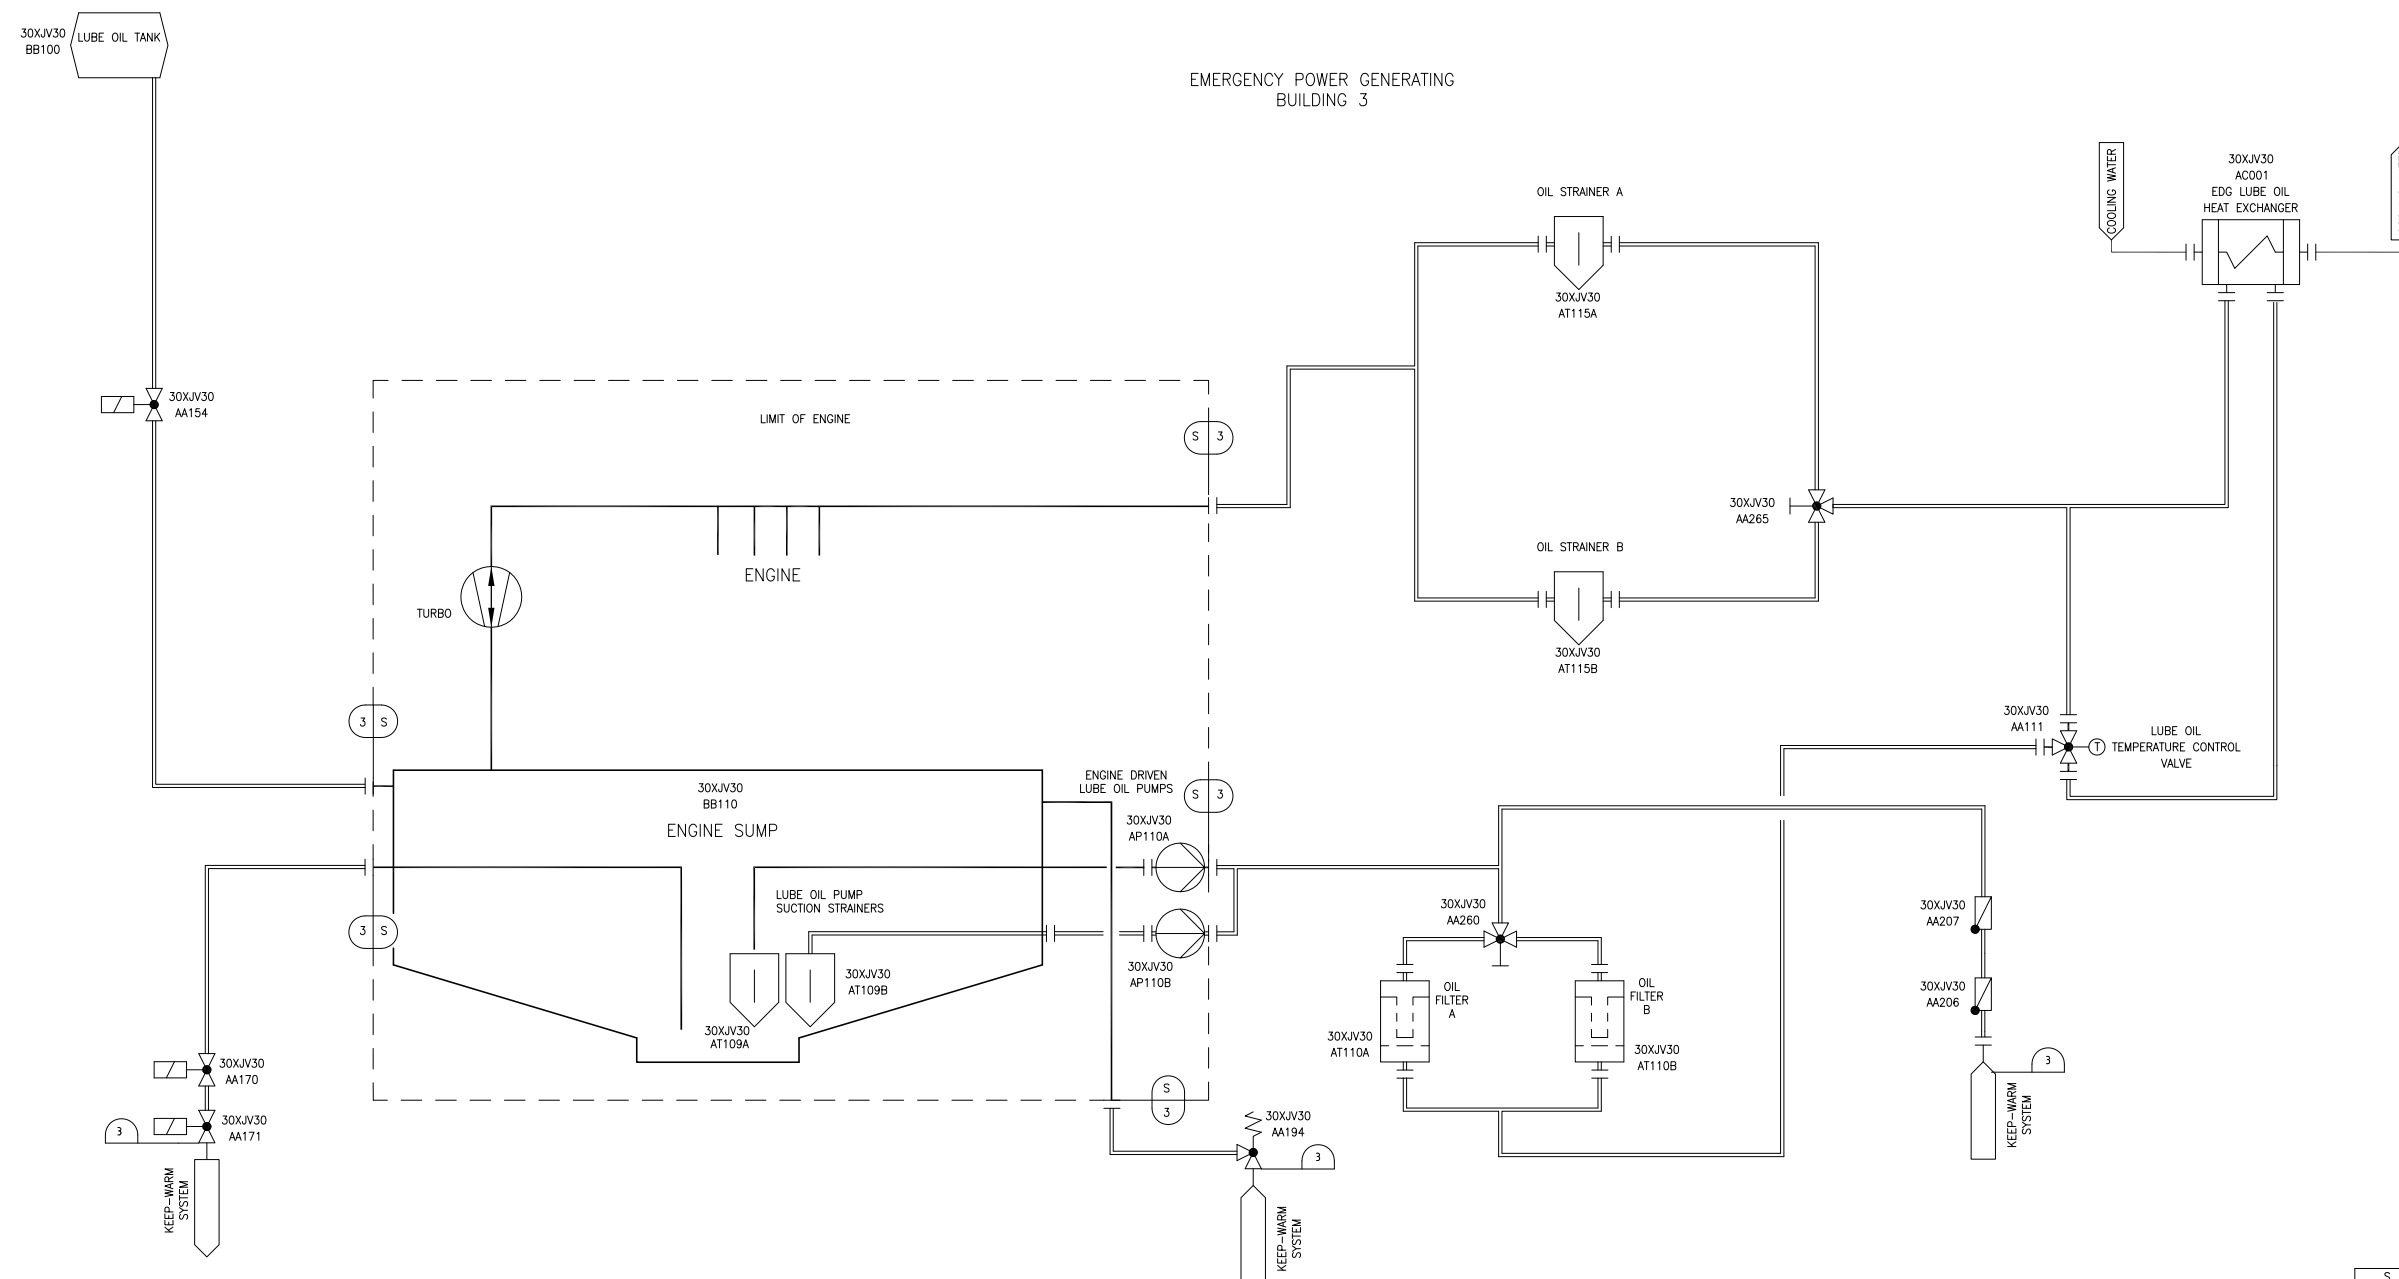 30XJV30
BB100
LUBE OIL TANK
EMERGENCY POWER GENERATING
BUILDING 3
COOLING WATER
30XJV30
AC001
EDG LUBE OIL
HEAT EXCHANGER
OIL STRAINER A
30XJV30
AT115A
30XJV30
AA154
LIMIT OF ENGINE
S 3
30XJV30
AA265
ENGINE
OIL STRAINER B
TURBO
30XJV30
AT115B
3 S
30XJV30
AA111
T
LUBE OIL
TEMPERATURE CONTROL
VALVE
30XJV30
BB110
ENGINE SUMP
ENGINE DRIVEN
LUBE OIL PUMPS
S 3
30XJV30
AP110A
LUBE OIL PUMP
SUCTION STRAINERS
3 S
30XJV30
AA260
30XJV30
AA207
30XJV30
AT109B
30XJV30
AP110B
OIL
FILTER
A
OIL
FILTER
B
30XJV30
AA206
30XJV30
AT109A
30XJV30
AT110A
30XJV30
AT110B
30XJV30
AA170
3
30XJV30
AA171
3
S
3
30XJV30
AA194
3
KEEP-WARM
SYSTEM
KEEP-WARM
SYSTEM
KEEP-WARM
SYSTEM
S